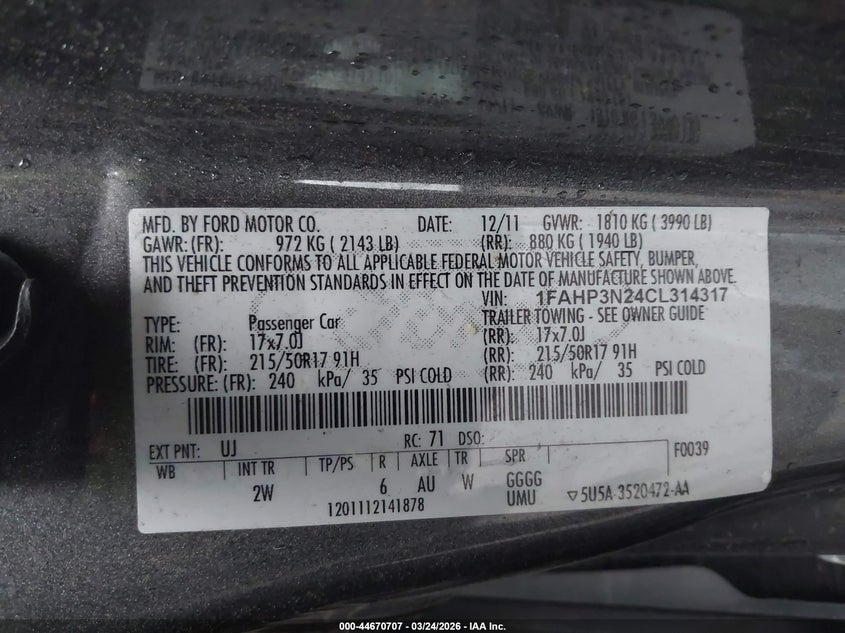 MFD. BY FORD MOTOR CO. DATE: 12/11 GVWR: 1810 KG ( 3990 LB)
GAWR: (FR): 972 KG ( 2143 LB) (RR): 880 KG ( 1940 LB)
THIS VEHICLE CONFORMS TO ALL APPLICABLE FEDERAL MOTOR VEHICLE SAFETY, BUMPER,
AND THEFT PREVENTION STANDARDS IN EFFECT ON THE DATE OF MANUFACTURE SHOWN ABOVE.
VIN: 1FAHP3N24CL314317
TYPE: Passenger Car TRAILER TOWING - SEE OWNER GUIDE
RIM: (FR): 17x7.0J (RR): 17x7.0J
TIRE: (FR): 215/50R17 91H (RR): 215/50R17 91H
PRESSURE: (FR): 240 kPa/ 35 PSI COLD (RR): 240 kPa/ 35 PSI COLD
EXT PNT: UJ RC: 71 DSO: F0039
WB INT TR TP/PS R AXLE TR SPR
2W 6 AU W GGGG
UMU
1201112141878 ▽5U5A-3520472-AA
000-44670707 - 03/24/2026 - IAA Inc.